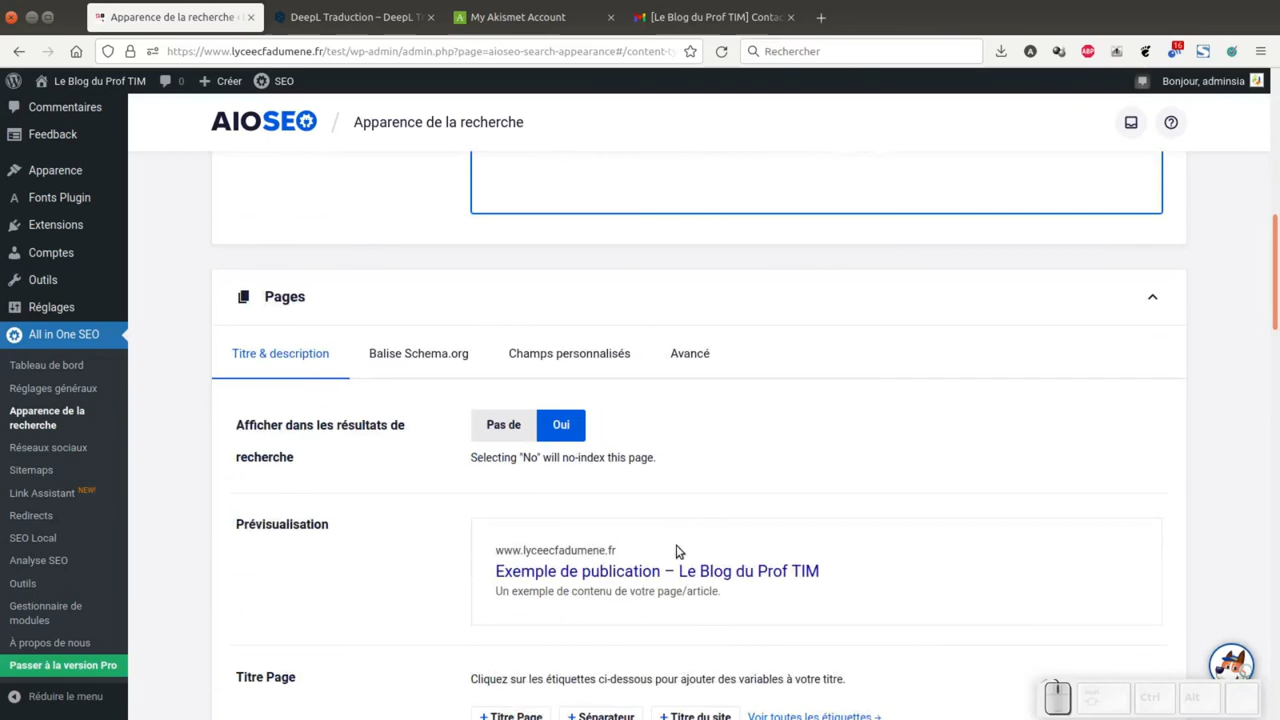 Apparence de la recherche ‹
DeepL Traduction – DeepL T
My Akismet Account
[Le Blog du Prof TIM] Contac
https://www.lyceecfadumene.fr/test/wp-admin/admin.php?page=aioseo-search-appearance#/content-t
Rechercher
ABP
16
Le Blog du Prof TIM
0
Créer
SEO
Bonjour, adminsia
Commentaires
Feedback
Apparence
Fonts Plugin
Extensions
Comptes
Outils
Réglages
All in One SEO
Tableau de bord
Réglages généraux
Apparence de la
recherche
Réseaux sociaux
Sitemaps
Link Assistant NEW!
Redirects
SEO Local
Analyse SEO
Outils
Gestionnaire de
modules
À propos de nous
Passer à la version Pro
Réduire le menu
AIOSEO / Apparence de la recherche
Pages
Titre & description
Balise Schema.org
Champs personnalisés
Avancé
Afficher dans les résultats de
recherche
Pas de
Oui
Selecting "No" will no-index this page.
Prévisualisation
www.lyceecfadumene.fr
Exemple de publication – Le Blog du Prof TIM
Un exemple de contenu de votre page/article.
Titre Page
Cliquez sur les étiquettes ci-dessous pour ajouter des variables à votre titre.
+ Titre Page
+ Séparateur
+ Titre du site
Voir toutes les étiquettes →
Ctrl
Alt